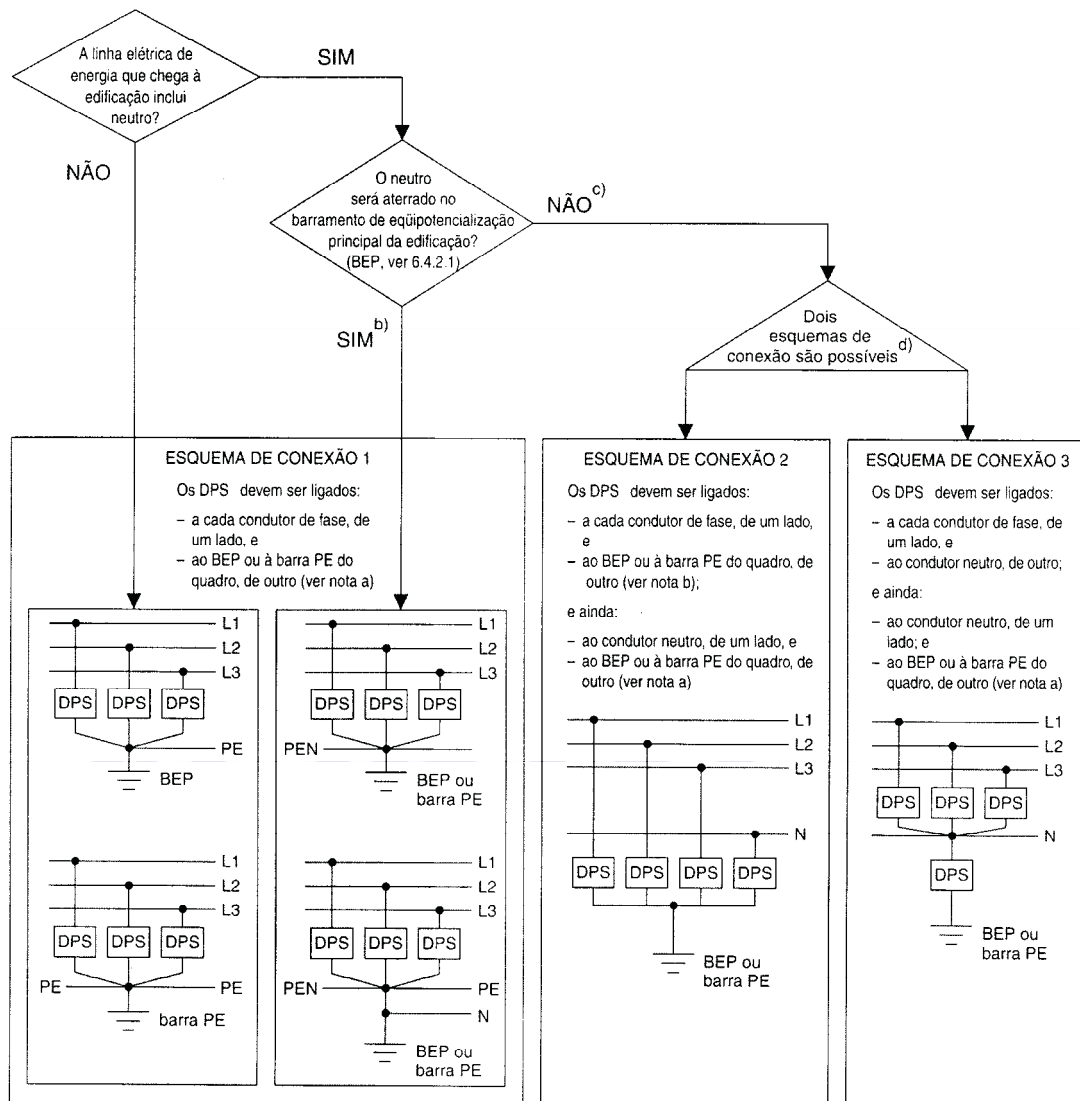 A linha elétrica de
energia que chega à
edificação inclui
neutro?
SIM
NÃO
O neutro
será aterrado no
barramento de eqüipotencialização
principal da edificação?
(BEP, ver 6.4.2.1)
NÃO c)
SIM b)
Dois
esquemas de
conexão são possíveis d)
ESQUEMA DE CONEXÃO 1
Os DPS devem ser ligados:
– a cada condutor de fase, de
um lado, e
– ao BEP ou à barra PE do
quadro, de outro (ver nota a)
L1
L2
L3
DPS DPS DPS
PE
BEP
L1
L2
L3
DPS DPS DPS
PE PE
barra PE
L1
L2
L3
DPS DPS DPS
PEN
BEP ou
barra PE
L1
L2
L3
DPS DPS DPS
PEN PE
N
BEP ou
barra PE
ESQUEMA DE CONEXÃO 2
Os DPS devem ser ligados:
– a cada condutor de fase, de um lado,
e
– ao BEP ou à barra PE do quadro, de
outro (ver nota b);
e ainda:
– ao condutor neutro, de um lado, e
– ao BEP ou à barra PE do quadro, de
outro (ver nota a)
L1
L2
L3
N
DPS DPS DPS DPS
BEP ou
barra PE
ESQUEMA DE CONEXÃO 3
Os DPS devem ser ligados:
– a cada condutor de fase, de
um lado, e
– ao condutor neutro, de outro;
e ainda:
– ao condutor neutro, de um
lado; e
– ao BEP ou à barra PE do
quadro, de outro (ver nota a)
L1
L2
L3
DPS DPS DPS
N
DPS
BEP ou
barra PE